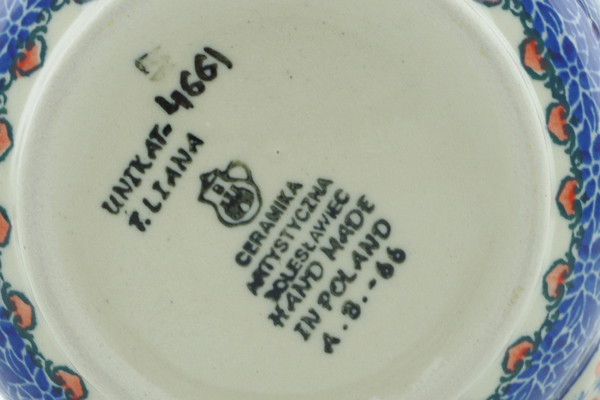 UNIKAT-4661
T. LIANA
CERAMIKA
ARTYSTYCZNA
BOLESŁAWIEC
HAND MADE
IN POLAND
A.B.-66